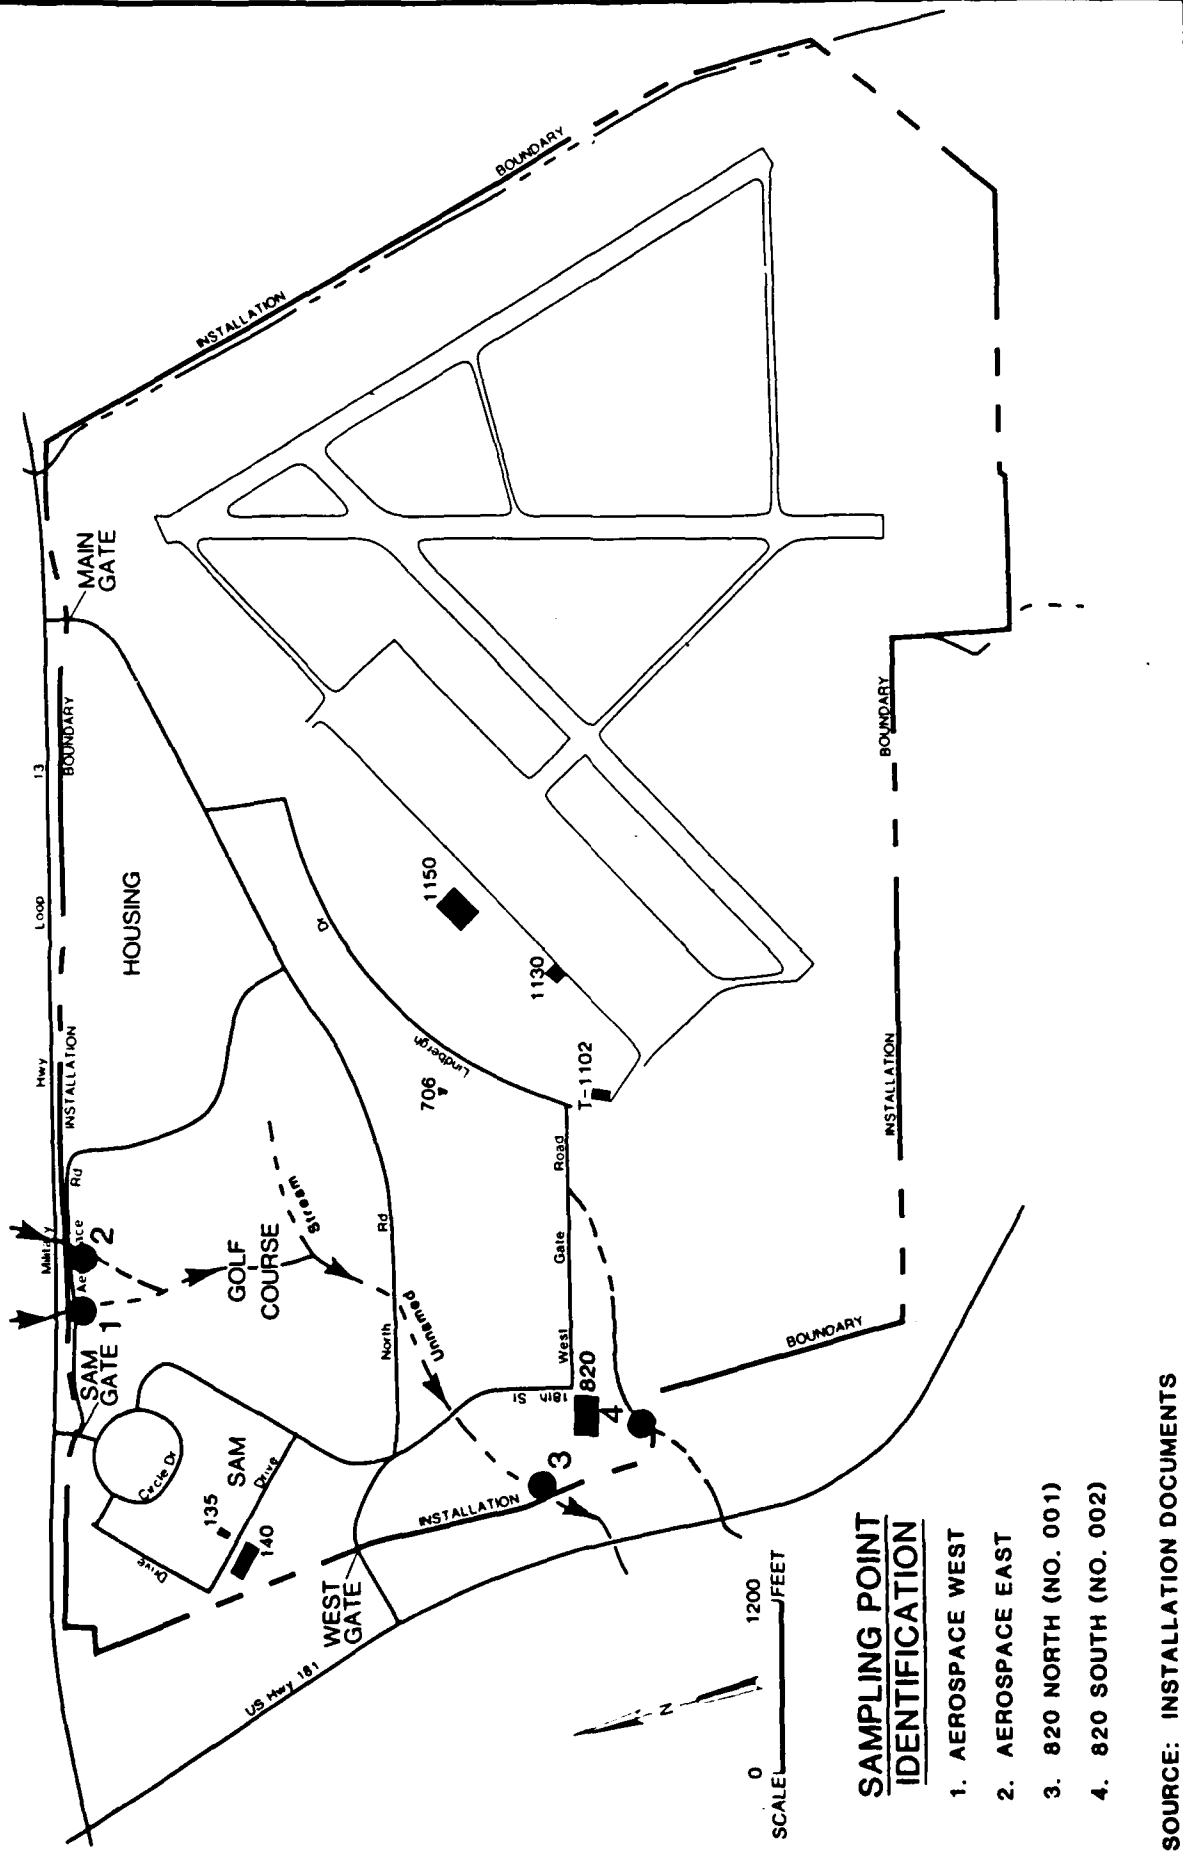 Military
Hwy
Loop
13
INSTALLATION
BOUNDARY
SAM
GATE
1
2
Rd
MAIN
GATE
HOUSING
INSTALLATION
BOUNDARY
Circle Dr
Drive
135
SAM
Drive
140
GOLF
COURSE
Stream
Unnamed
North
Rd
Dr
Lindbergh
706
1150
1130
T-1102
WEST
GATE
US Hwy 181
INSTALLATION
18th St
West
Gate
Road
820
3
4
BOUNDARY
INSTALLATION
BOUNDARY
N
SCALE
0
1200
FEET
SAMPLING POINT
IDENTIFICATION
1. AEROSPACE WEST
2. AEROSPACE EAST
3. 820 NORTH (NO. 001)
4. 820 SOUTH (NO. 002)
SOURCE: INSTALLATION DOCUMENTS